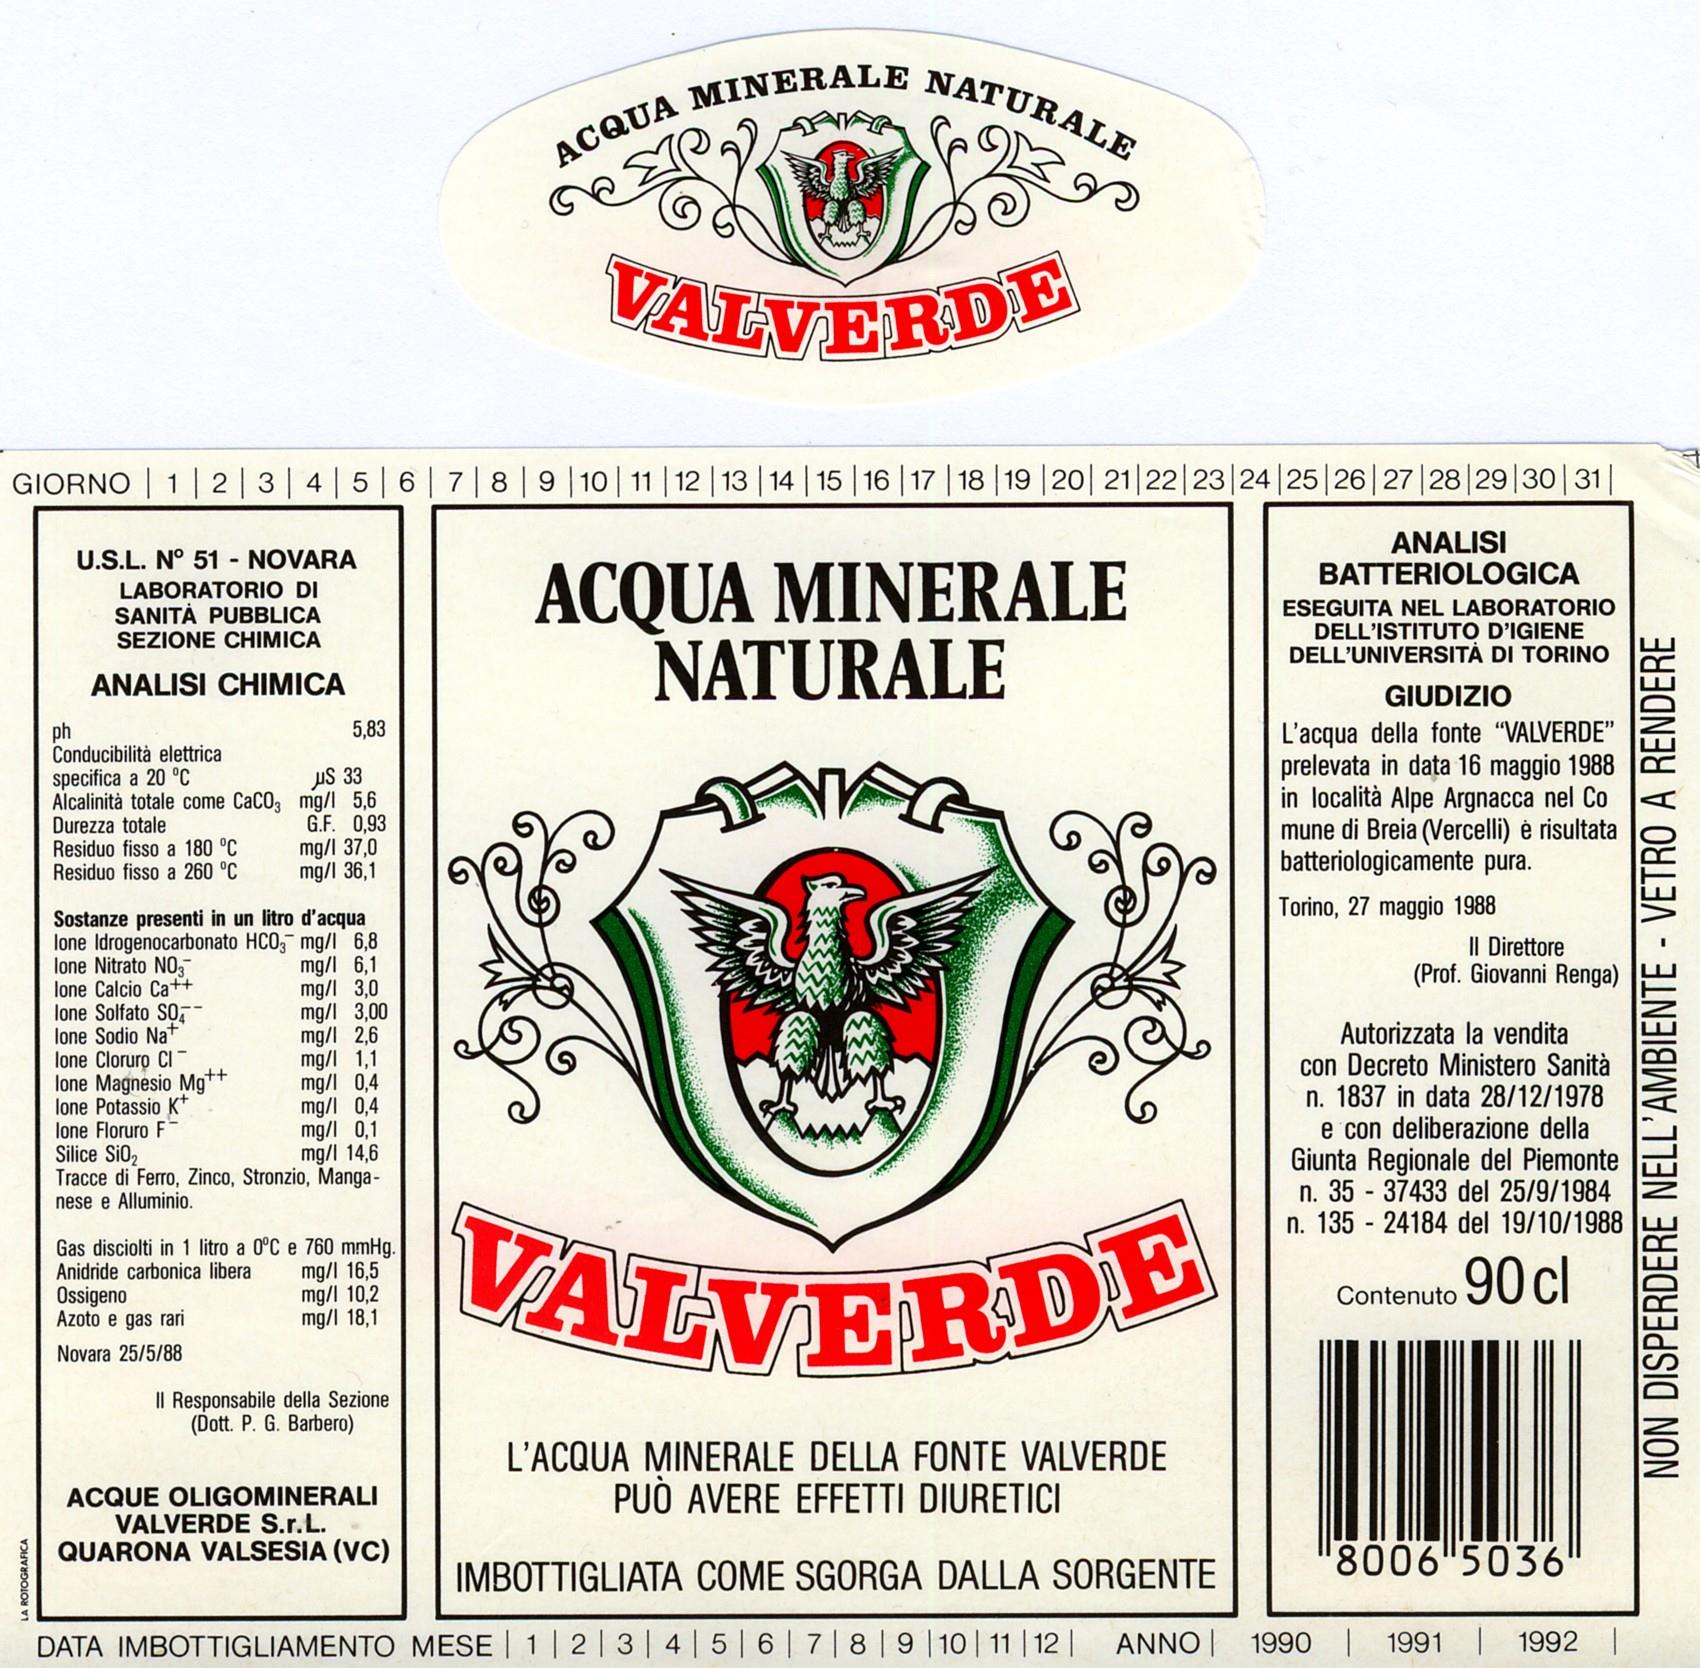 ACQUA MINERALE NATURALE
VALVERDE
GIORNO | 1 | 2 | 3 | 4 | 5 | 6 | 7 | 8 | 9 | 10 | 11 | 12 | 13 | 14 | 15 | 16 | 17 | 18 | 19 | 20 | 21 | 22 | 23 | 24 | 25 | 26 | 27 | 28 | 29 | 30 | 31 |
U.S.L. Nº 51 - NOVARA
LABORATORIO DI
SANITÀ PUBBLICA
SEZIONE CHIMICA
ANALISI CHIMICA
ph 5,83
Conducibilità elettrica
specifica a 20 ºC µS 33
Alcalinità totale come CaCO₃ mg/l 5,6
Durezza totale G.F. 0,93
Residuo fisso a 180 ºC mg/l 37,0
Residuo fisso a 260 ºC mg/l 36,1
Sostanze presenti in un litro d'acqua
Ione Idrogenocarbonato HCO₃⁻ mg/l 6,8
Ione Nitrato NO₃⁻ mg/l 6,1
Ione Calcio Ca⁺⁺ mg/l 3,0
Ione Solfato SO₄⁻⁻ mg/l 3,00
Ione Sodio Na⁺ mg/l 2,6
Ione Cloruro Cl⁻ mg/l 1,1
Ione Magnesio Mg⁺⁺ mg/l 0,4
Ione Potassio K⁺ mg/l 0,4
Ione Floruro F⁻ mg/l 0,1
Silice SiO₂ mg/l 14,6
Tracce di Ferro, Zinco, Stronzio, Manga-
nese e Alluminio.
Gas disciolti in 1 litro a 0ºC e 760 mmHg.
Anidride carbonica libera mg/l 16,5
Ossigeno mg/l 10,2
Azoto e gas rari mg/l 18,1
Novara 25/5/88
Il Responsabile della Sezione
(Dott. P. G. Barbero)
ACQUE OLIGOMINERALI
VALVERDE S.r.L.
QUARONA VALSESIA (VC)
LA ROTOGRAFICA
ACQUA MINERALE
NATURALE
VALVERDE
L'ACQUA MINERALE DELLA FONTE VALVERDE
PUÒ AVERE EFFETTI DIURETICI
IMBOTTIGLIATA COME SGORGA DALLA SORGENTE
ANALISI
BATTERIOLOGICA
ESEGUITA NEL LABORATORIO
DELL'ISTITUTO D'IGIENE
DELL'UNIVERSITÀ DI TORINO
GIUDIZIO
L'acqua della fonte “VALVERDE”
prelevata in data 16 maggio 1988
in località Alpe Argnacca nel Co
mune di Breia (Vercelli) è risultata
batteriologicamente pura.
Torino, 27 maggio 1988
Il Direttore
(Prof. Giovanni Renga)
Autorizzata la vendita
con Decreto Ministero Sanità
n. 1837 in data 28/12/1978
e con deliberazione della
Giunta Regionale del Piemonte
n. 35 - 37433 del 25/9/1984
n. 135 - 24184 del 19/10/1988
Contenuto 90 cl
8006 5036
NON DISPERDERE NELL'AMBIENTE - VETRO A RENDERE
DATA IMBOTTIGLIAMENTO MESE | 1 | 2 | 3 | 4 | 5 | 6 | 7 | 8 | 9 | 10 | 11 | 12 | ANNO | 1990 | 1991 | 1992 |